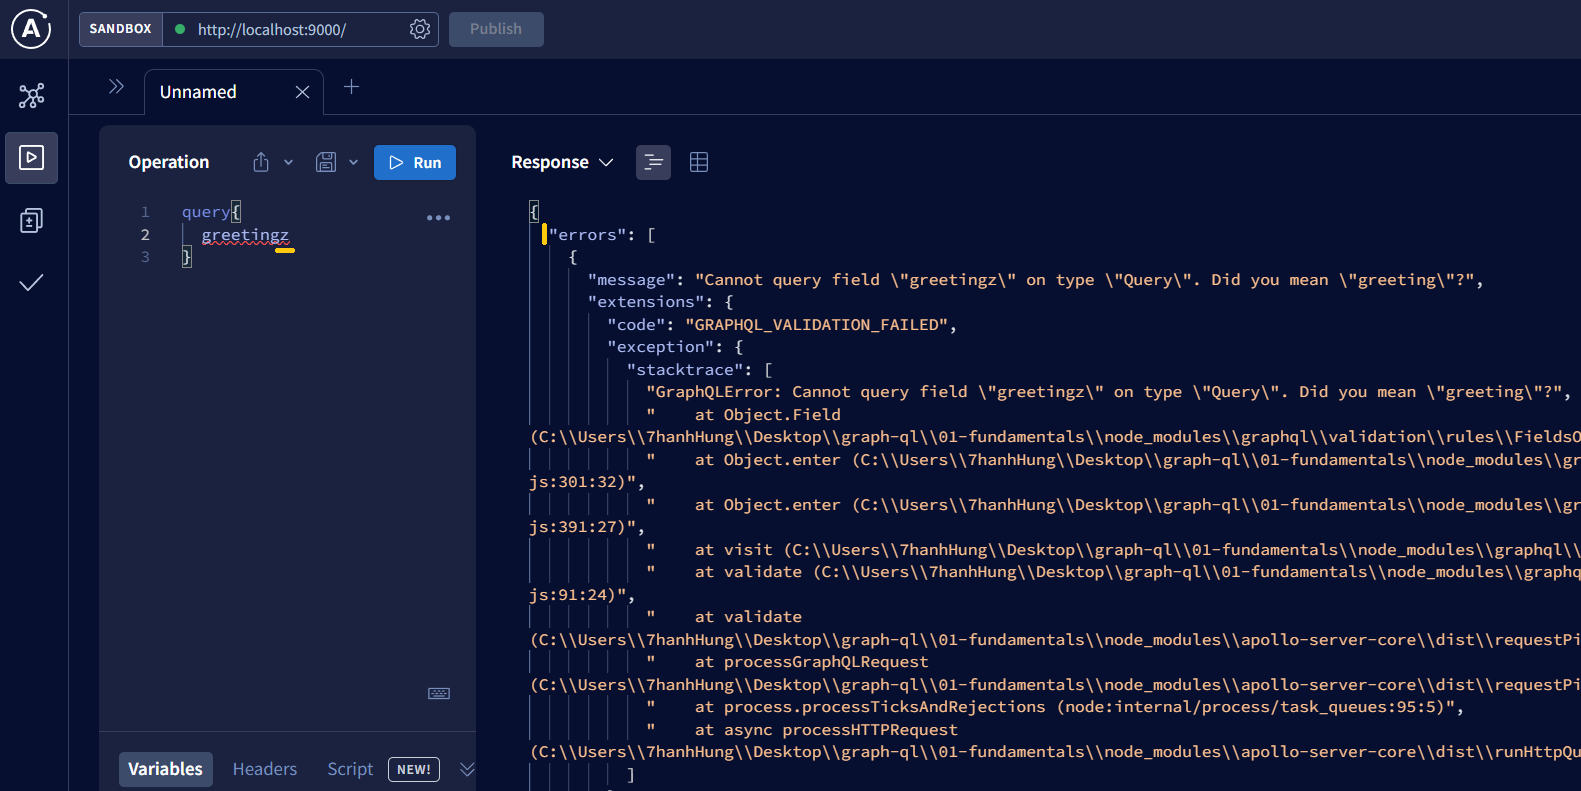 SANDBOX
http://localhost:9000/
Publish
Unnamed
Operation
Run
Response
1 query{
2 greetingz
3 }
{
"errors": [
{
"message": "Cannot query field \"greetingz\" on type \"Query\". Did you mean \"greeting\"?",
"extensions": {
"code": "GRAPHQL_VALIDATION_FAILED",
"exception": {
"stacktrace": [
"GraphQLError: Cannot query field \"greetingz\" on type \"Query\". Did you mean \"greeting\"?",
"    at Object.Field
(C:\\Users\\7hanhHung\\Desktop\\graph-ql\\01-fundamentals\\node_modules\\graphql\\validation\\rules\\FieldsO
"    at Object.enter (C:\\Users\\7hanhHung\\Desktop\\graph-ql\\01-fundamentals\\node_modules\\gr
js:301:32)",
"    at Object.enter (C:\\Users\\7hanhHung\\Desktop\\graph-ql\\01-fundamentals\\node_modules\\gr
js:391:27)",
"    at visit (C:\\Users\\7hanhHung\\Desktop\\graph-ql\\01-fundamentals\\node_modules\\graphql\\
"    at validate (C:\\Users\\7hanhHung\\Desktop\\graph-ql\\01-fundamentals\\node_modules\\graphq
js:91:24)",
"    at validate
(C:\\Users\\7hanhHung\\Desktop\\graph-ql\\01-fundamentals\\node_modules\\apollo-server-core\\dist\\requestPi
"    at processGraphQLRequest
(C:\\Users\\7hanhHung\\Desktop\\graph-ql\\01-fundamentals\\node_modules\\apollo-server-core\\dist\\requestPi
"    at process.processTicksAndRejections (node:internal/process/task_queues:95:5)",
"    at async processHTTPRequest
(C:\\Users\\7hanhHung\\Desktop\\graph-ql\\01-fundamentals\\node_modules\\apollo-server-core\\dist\\runHttpQu
]
Variables
Headers
Script
NEW!